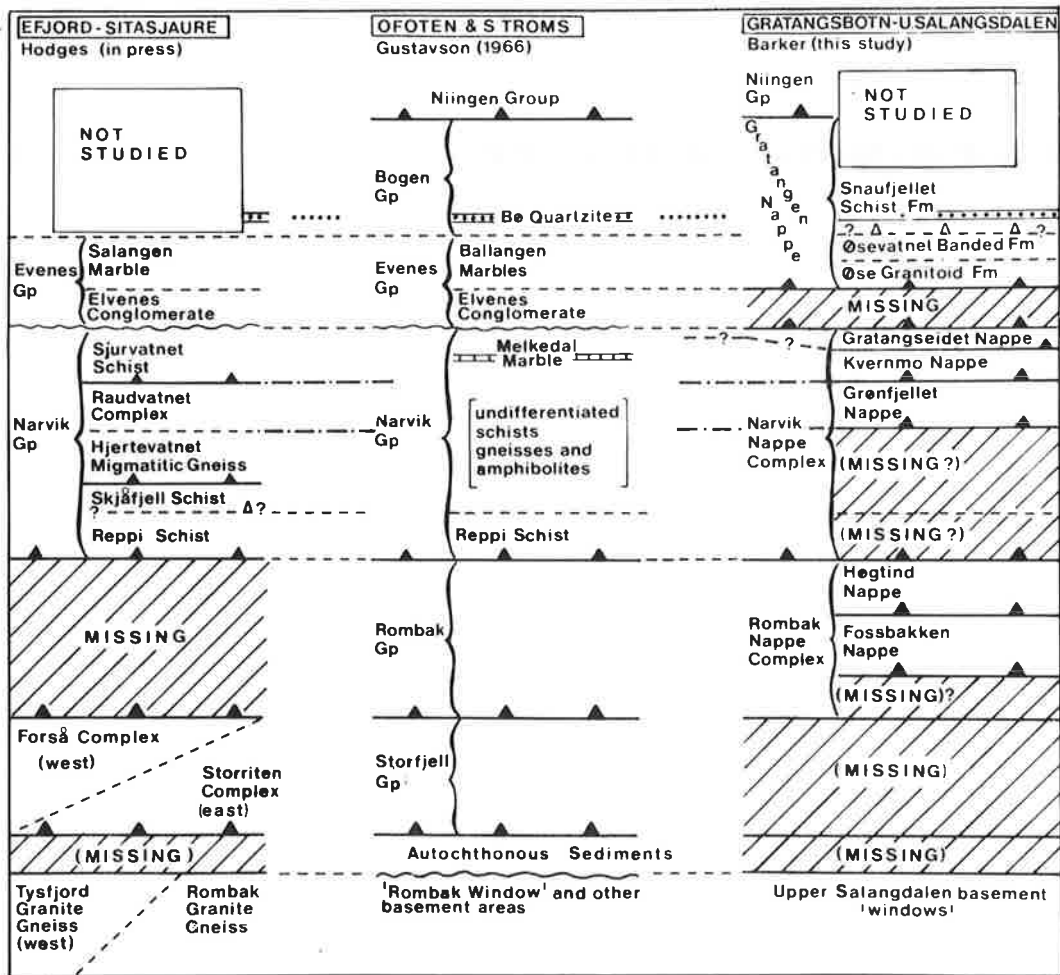 EFJORD-SITASJAURE
Hodges (in press)
NOT
STUDIED
Salangen
Marble
Evenes
Gp
Elvenes
Conglomerate
Sjurvatnet
Schist
Raudvatnet
Complex
Narvik
Gp
Hjertevatnet
Migmatitic Gneiss
Skjåfjell Schist
? Δ?
Reppi Schist
MISSING
Forså Complex
(west)
Storriten
Complex
(east)
(MISSING)
Tysfjord
Granite
Gneiss
(west)
Rombak
Granite
Gneiss
OFOTEN & S TROMS
Gustavson (1966)
Niingen Group
Bogen
Gp
Bø Quartzite
Ballangen
Marbles
Evenes
Gp
Elvenes
Conglomerate
Melkedal
Marble
Narvik
Gp
undifferentiated
schists
gneisses and
amphibolites
Reppi Schist
Rombak
Gp
Storfjell
Gp
Autochthonous Sediments
'Rombak Window' and other
basement areas
GRATANGSBOTN-U SALANGSDALEN
Barker (this study)
Niingen
Gp
NOT
STUDIED
Gratangen Nappe
Snaufjellet
Schist Fm
? Δ Δ Δ ?
Øsevatnet Banded Fm
Øse Granitoid Fm
MISSING
? ?
Gratangseidet Nappe
Kvernmo Nappe
Grønfjellet
Nappe
Narvik
Nappe
Complex
(MISSING?)
(MISSING?)
Høgtind
Nappe
Rombak
Nappe
Complex
Fossbakken
Nappe
(MISSING)?
(MISSING)
(MISSING)
Upper Salangdalen basement
'windows'